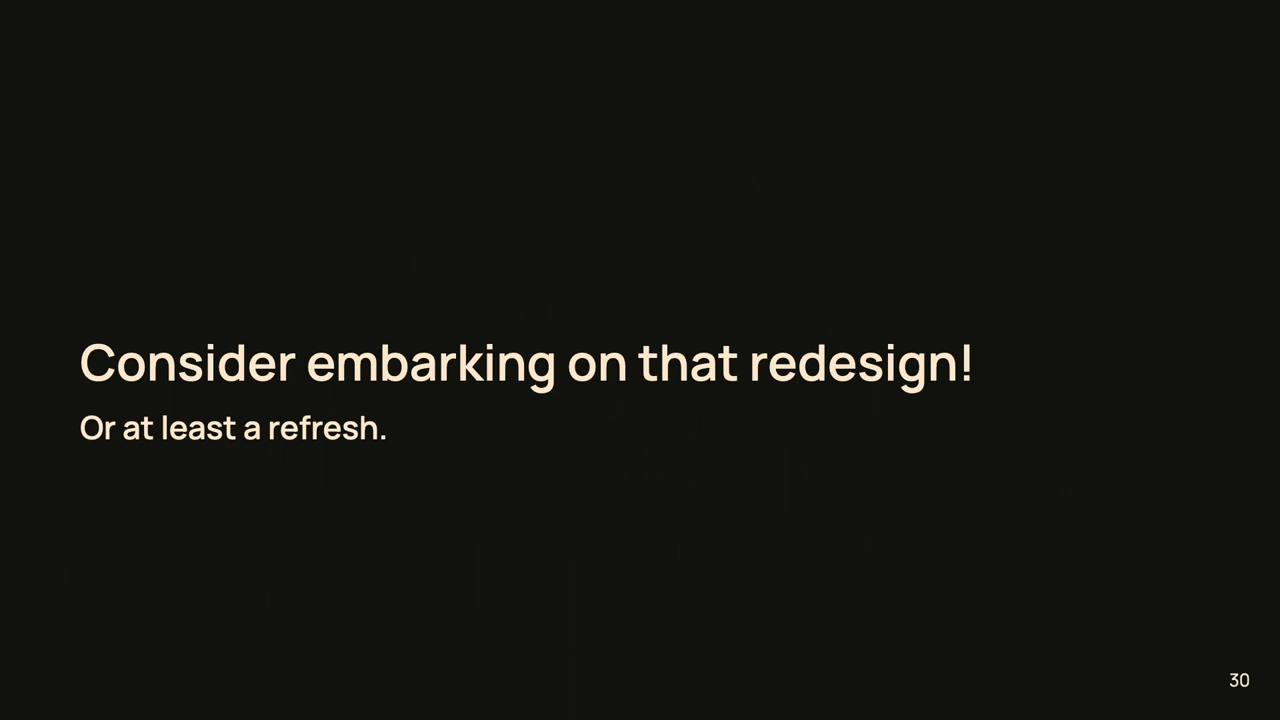 Consider embarking on that redesign!
Or at least a refresh.
30